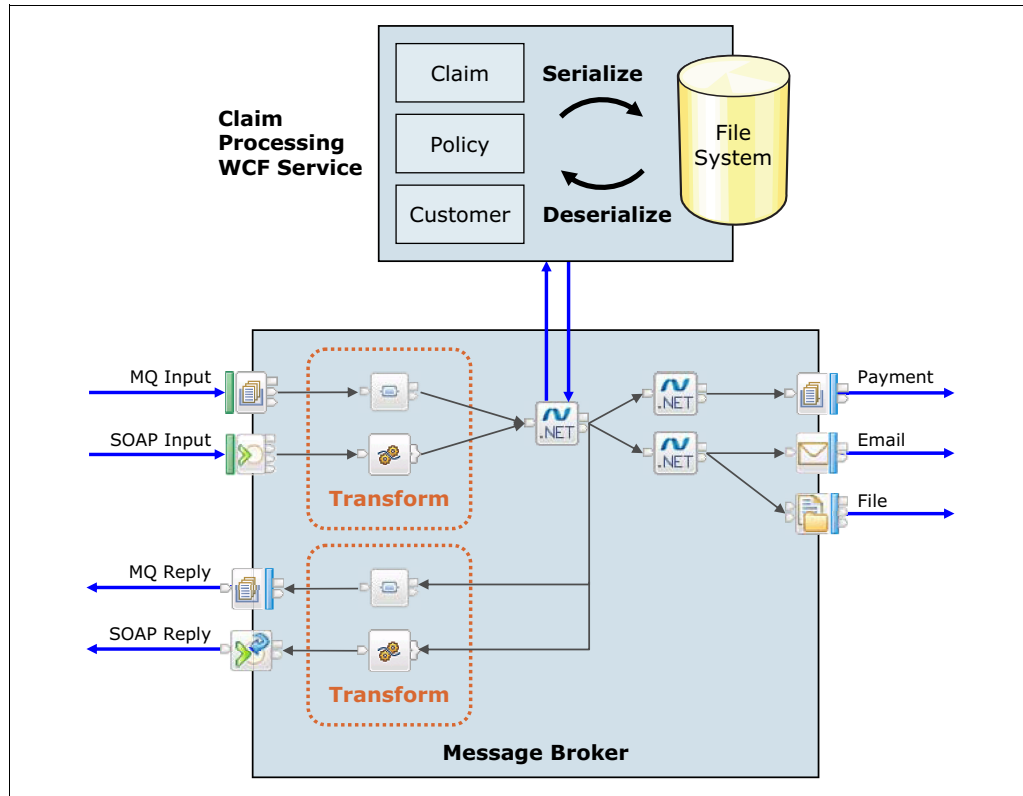 Claim
Serialize
Claim
Processing
WCF Service
Policy
File
System
Customer
Deserialize
MQ Input
.NET
Payment
SOAP Input
.NET
.NET
Email
Transform
File
MQ Reply
SOAP Reply
Transform
Message Broker